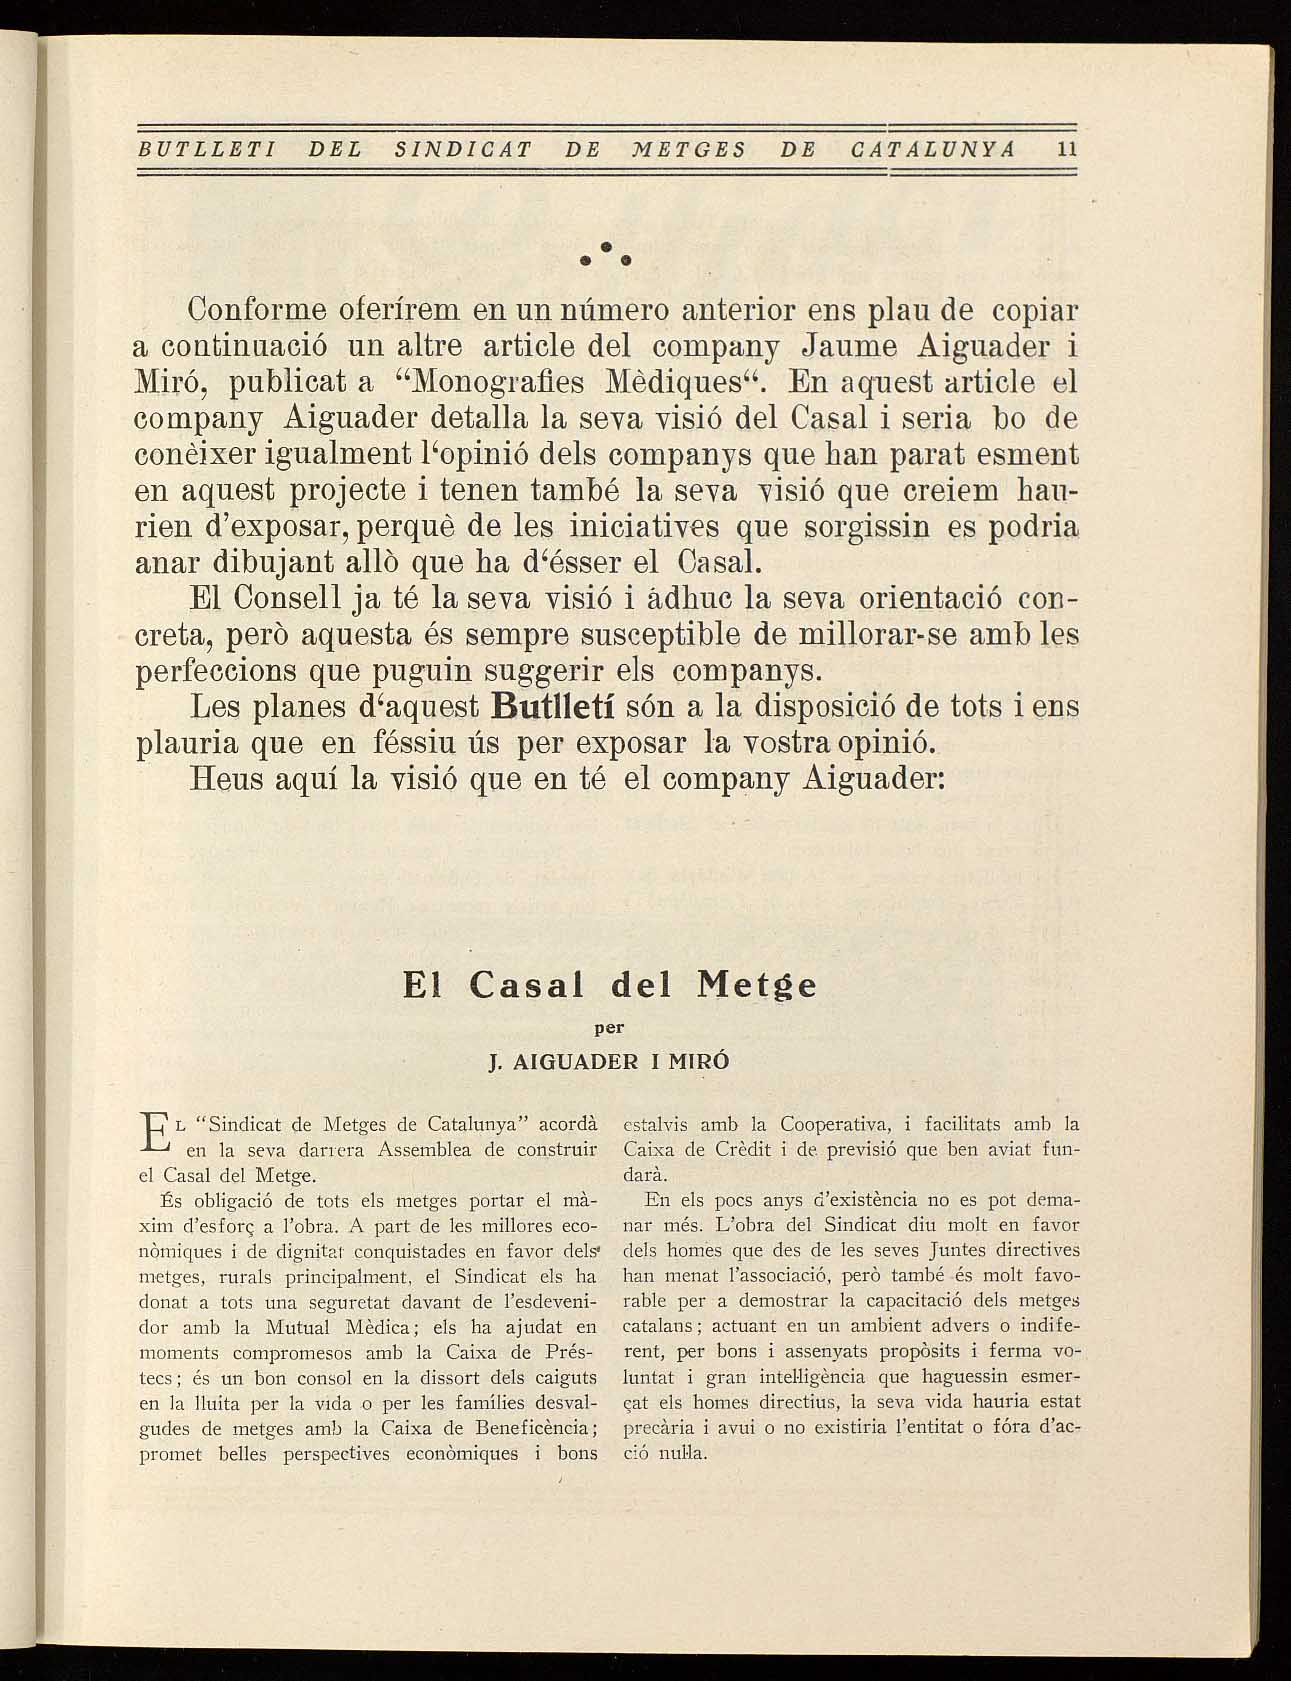 BUTLLETI DEL SINDICAT DE METGES DE CATALUNYA 11
Conforme oferírem en un número anterior ens plau de copiar
a continuació un altre article del company Jaume Aiguader i
Miró, publicat a “Monografies Mèdiques“. En aquest article el
company Aiguader detalla la seva visió del Casal i seria bo de
conèixer igualment l‘opinió dels companys que han parat esment
en aquest projecte i tenen també la seva visió que creiem hau-
rien d’exposar, perquè de les iniciatives que sorgissin es podria
anar dibujant allò que ha d‘ésser el Casal.
El Consell ja té la seva visió i àdhuc la seva orientació con-
creta, però aquesta és sempre susceptible de millorar-se amb les
perfeccions que puguin suggerir els companys.
Les planes d‘aquest Butlletí són a la disposició de tots i ens
plauria que en féssiu ús per exposar la vostra opinió.
Heus aquí la visió que en té el company Aiguader:
El Casal del Metge
per
J. AIGUADER I MIRÓ
EL “Sindicat de Metges de Catalunya” acordà
en la seva darrera Assemblea de construir
el Casal del Metge.
És obligació de tots els metges portar el mà-
xim d’esforç a l’obra. A part de les millores eco-
nòmiques i de dignitat conquistades en favor dels
metges, rurals principalment, el Sindicat els ha
donat a tots una seguretat davant de l’esdeveni-
dor amb la Mutual Mèdica; els ha ajudat en
moments compromesos amb la Caixa de Prés-
tecs; és un bon consol en la dissort dels caiguts
en la lluita per la vida o per les famílies desval-
gudes de metges amb la Caixa de Beneficència;
promet belles perspectives econòmiques i bons
estalvis amb la Cooperativa, i facilitats amb la
Caixa de Crèdit i de previsió que ben aviat fun-
darà.
En els pocs anys d’existència no es pot dema-
nar més. L’obra del Sindicat diu molt en favor
dels homes que des de les seves Juntes directives
han menat l’associació, però també és molt favo-
rable per a demostrar la capacitació dels metges
catalans; actuant en un ambient advers o indife-
rent, per bons i assenyats propòsits i ferma vo-
luntat i gran intel·ligència que haguessin esmer-
çat els homes directius, la seva vida hauria estat
precària i avui o no existiria l’entitat o fóra d’ac-
ció nul·la.